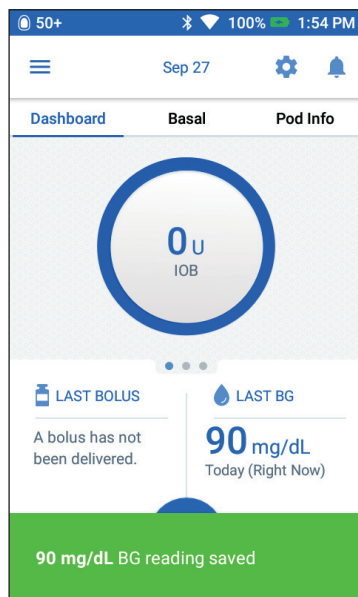 50+ 100% 1:54 PM
Sep 27
Dashboard Basal Pod Info
0 U
IOB
LAST BOLUS
A bolus has not
been delivered.
LAST BG
90 mg/dL
Today (Right Now)
90 mg/dL BG reading saved